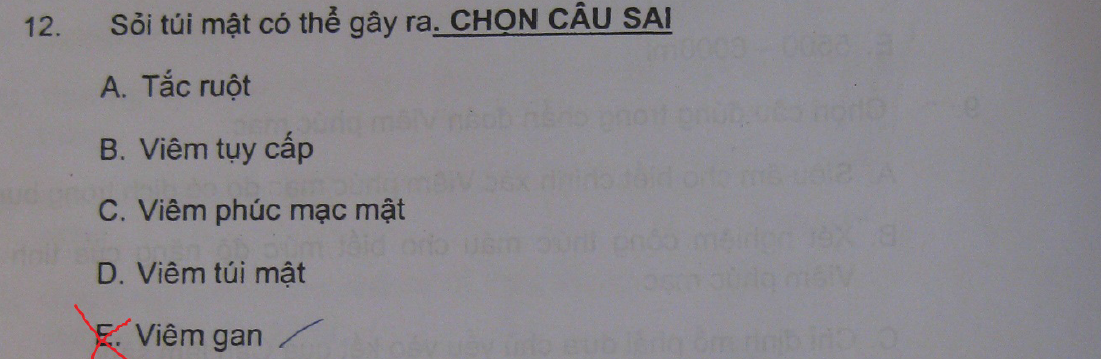 12. Sỏi túi mật có thể gây ra. CHỌN CÂU SAI
A. Tắc ruột
B. Viêm tụy cấp
C. Viêm phúc mạc mật
D. Viêm túi mật
E. Viêm gan